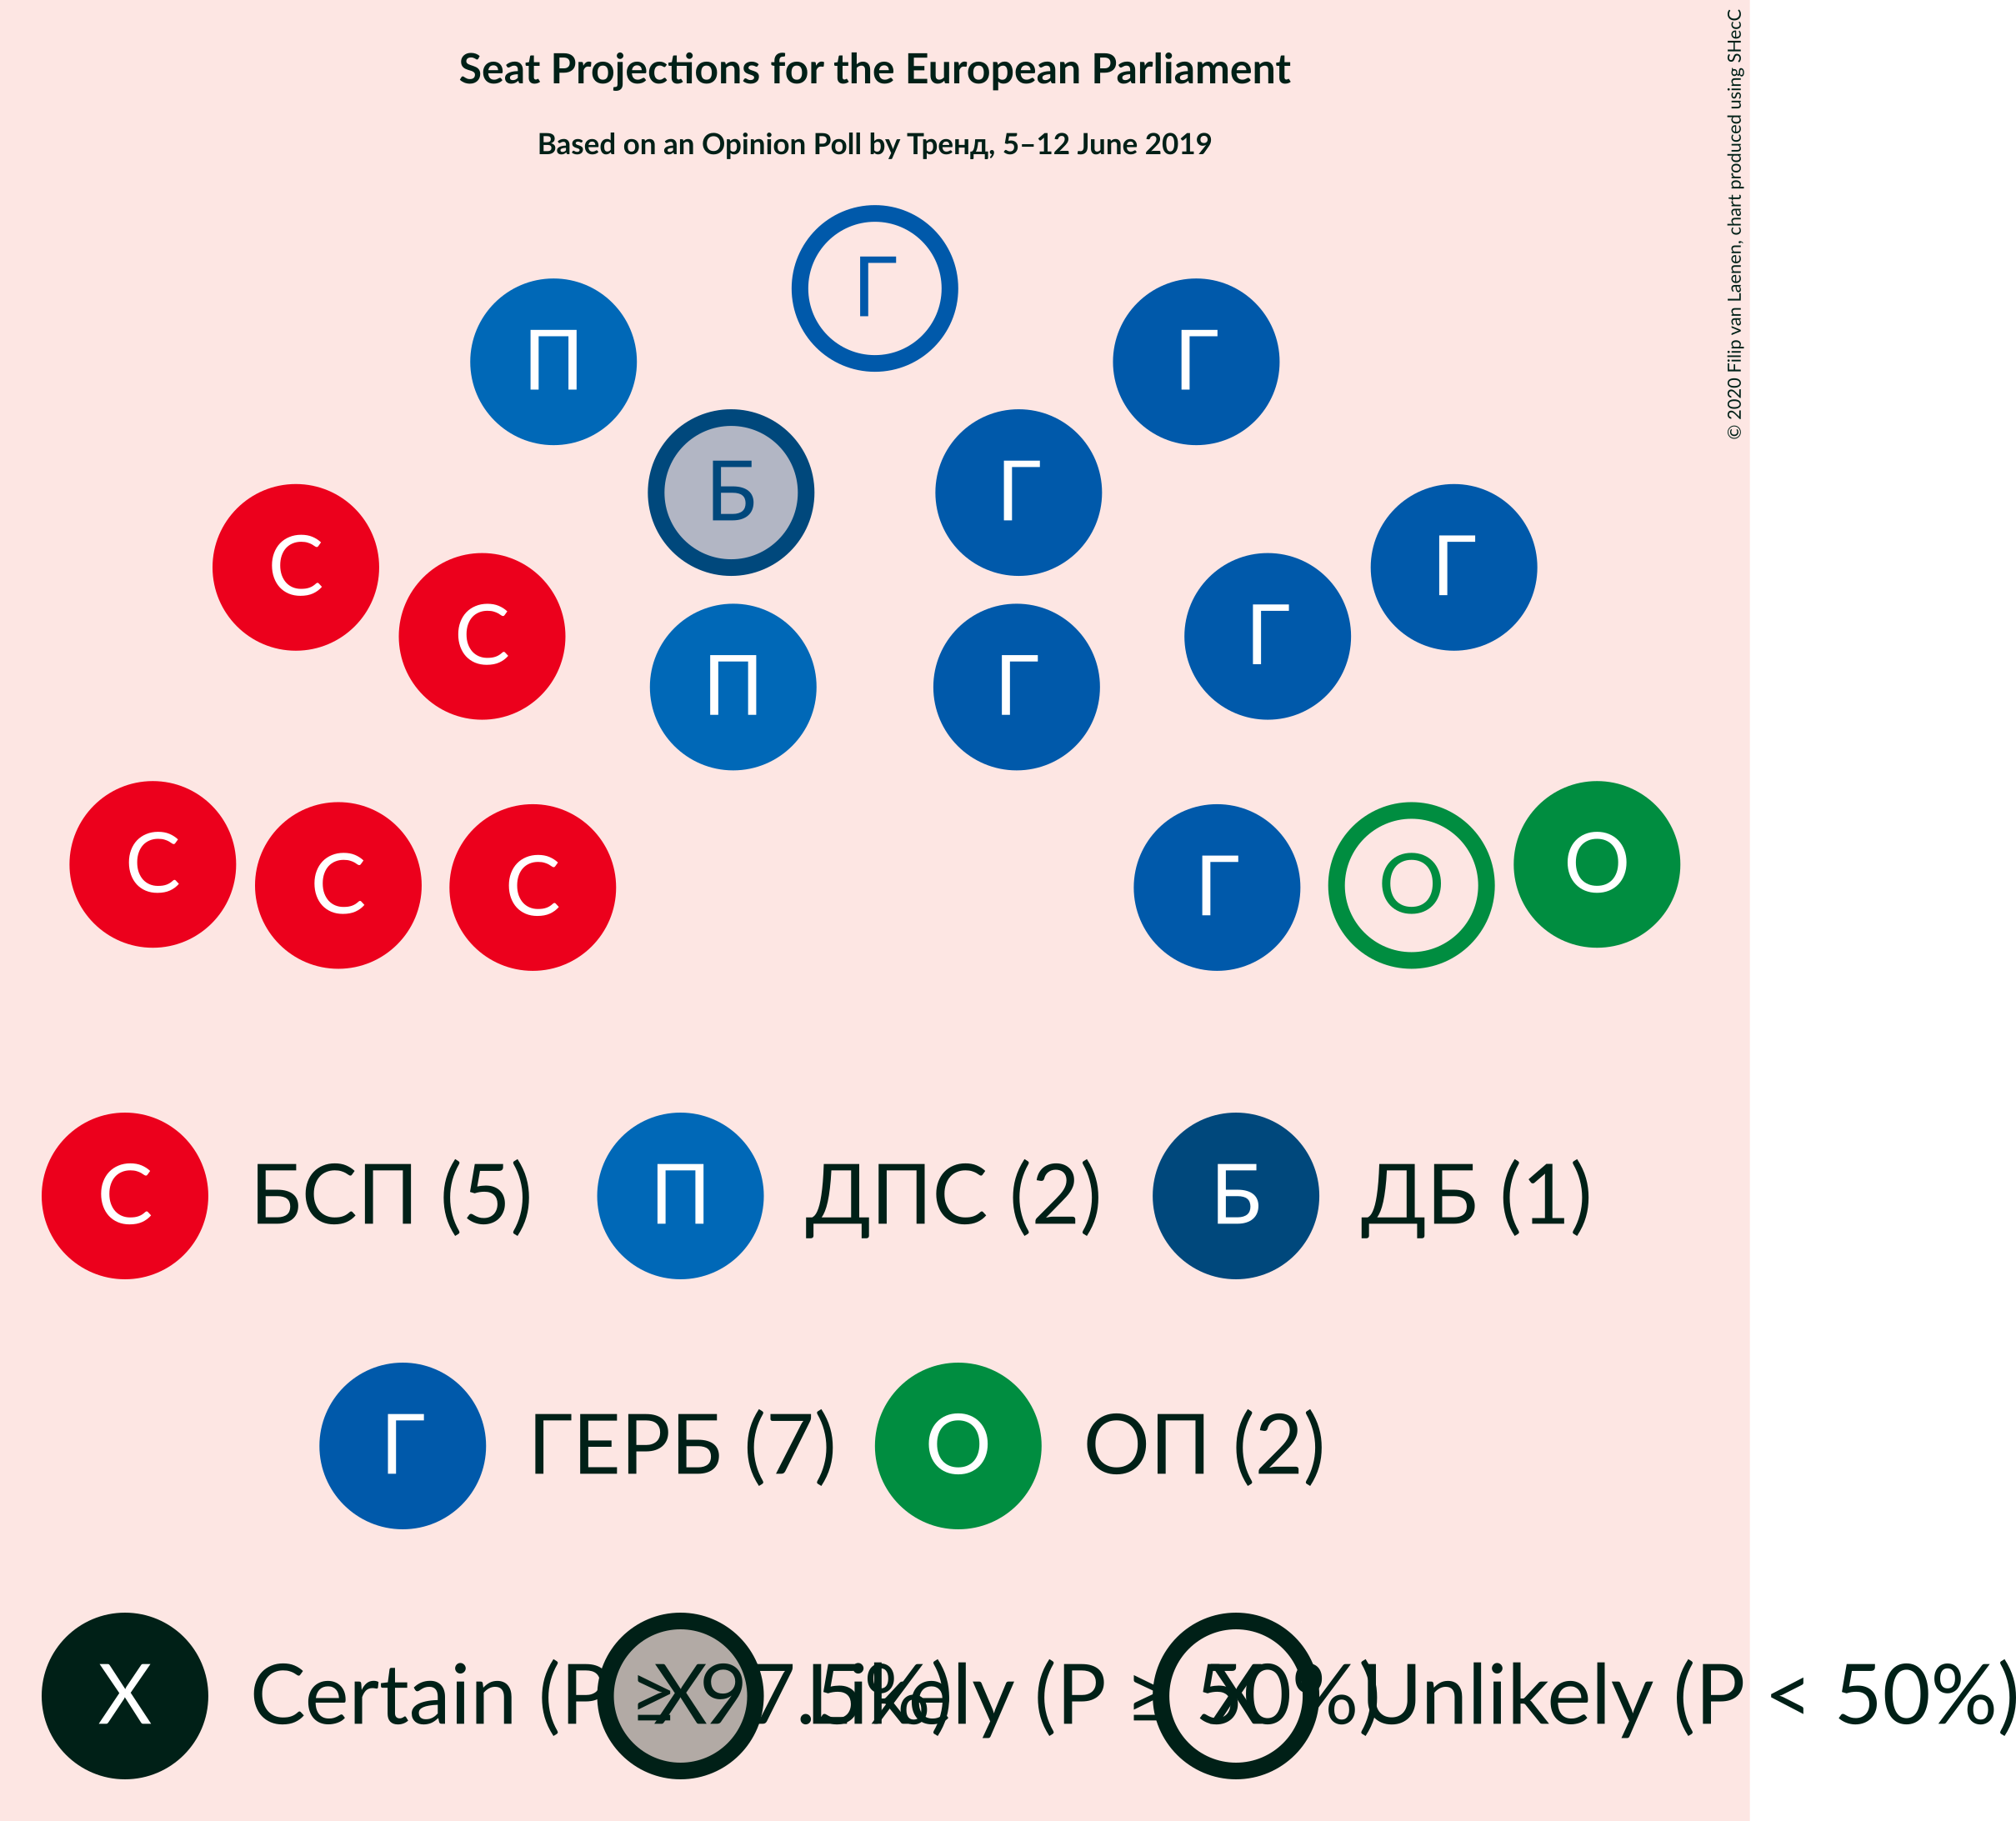 Seat Projections for the European Parliament
Based on an Opinion Poll by Тренд, 5–12 June 2019
© 2020 Filip van Laenen, chart produced using SHecC
Г
П
Г
Б
Г
С
Г
С
Г
П
Г
С
С
С
Г
О
О
С БСП (5)
П ДПС (2)
Б ДБ (1)
Г ГЕРБ (7)
О ОП (2)
X Certain (P ≥ 97.5%)
X Likely (P ≥ 50%)
X Unlikely (P < 50%)